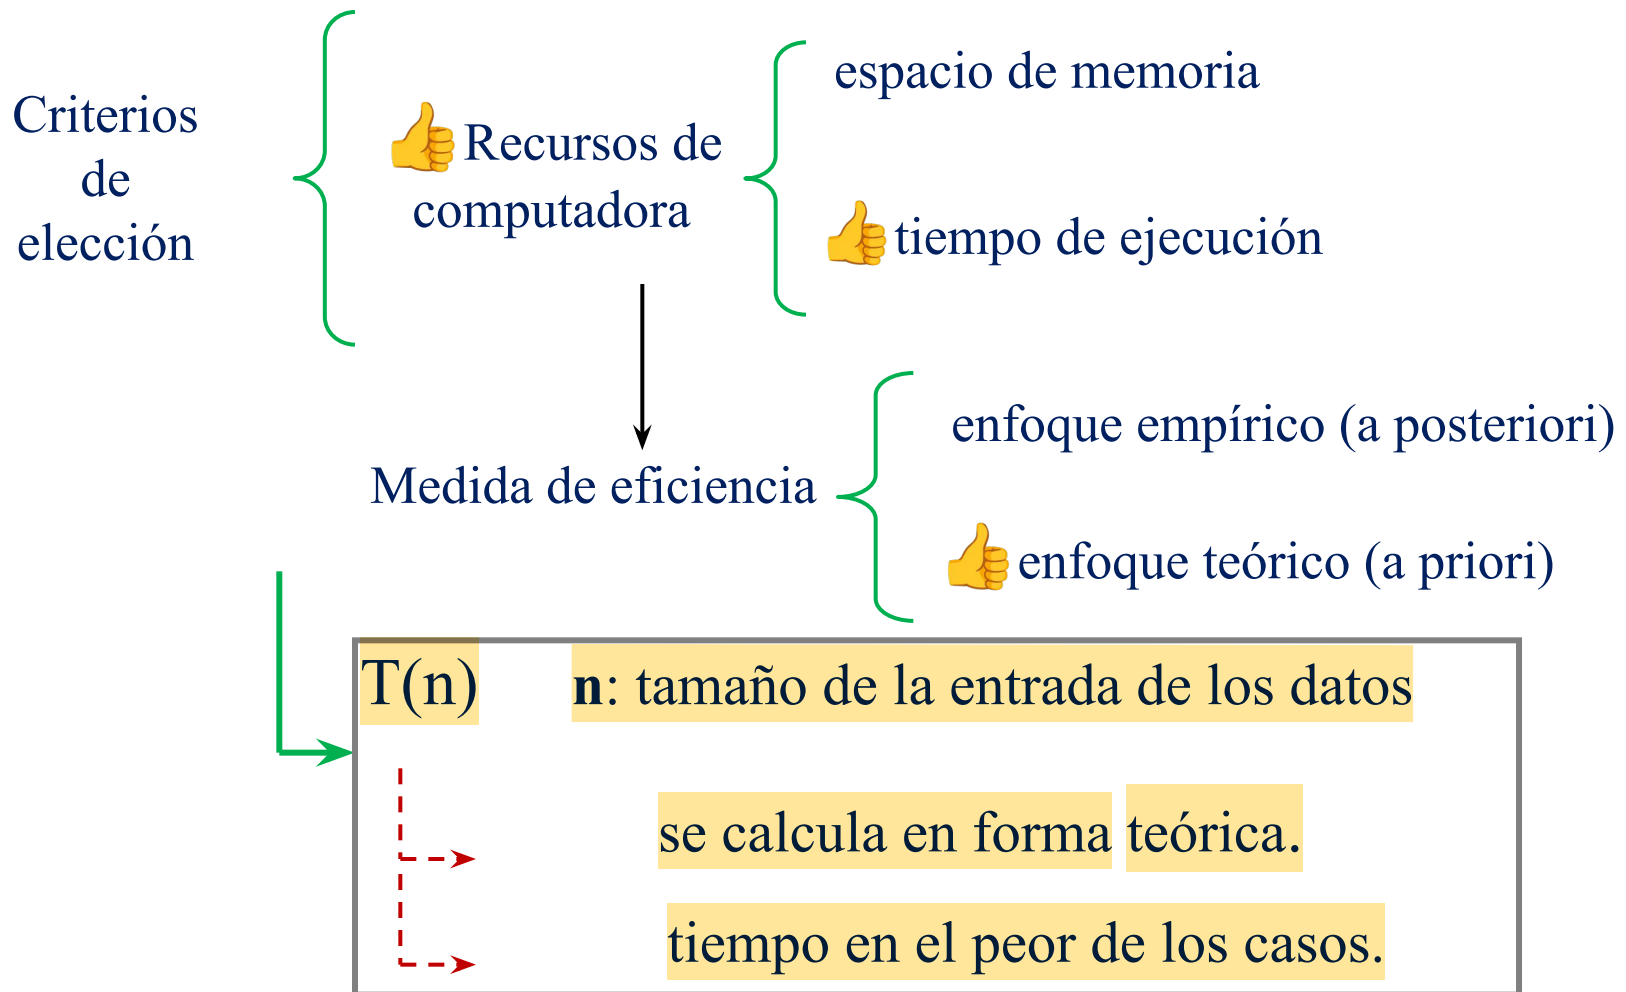 Criterios
de
elección
👍Recursos de
computadora
espacio de memoria
👍tiempo de ejecución
Medida de eficiencia
enfoque empírico (a posteriori)
👍enfoque teórico (a priori)
T(n) n: tamaño de la entrada de los datos
se calcula en forma teórica.
tiempo en el peor de los casos.